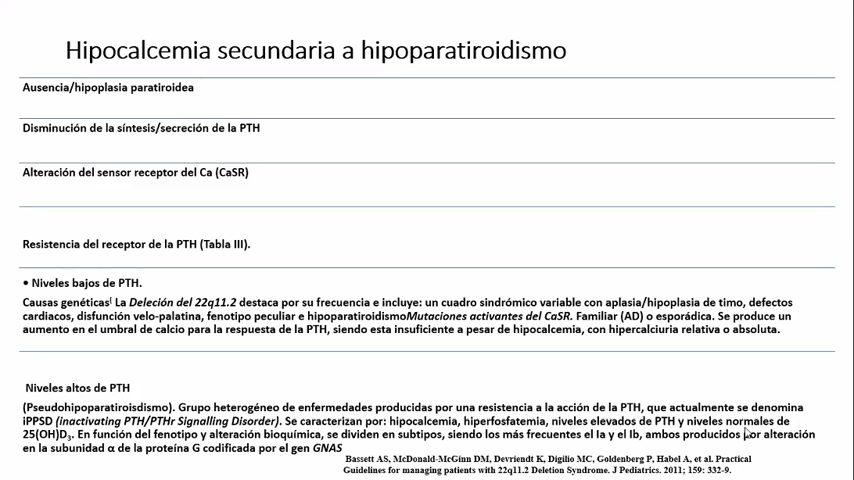 Hipocalcemia secundaria a hipoparatiroidismo
Ausencia/hipoplasia paratiroidea
Disminución de la síntesis/secreción de la PTH
Alteración del sensor receptor del Ca (CaSR)
Resistencia del receptor de la PTH (Tabla III).
• Niveles bajos de PTH.
Causas genéticas( La Deleción del 22q11.2 destaca por su frecuencia e incluye: un cuadro sindrómico variable con aplasia/hipoplasia de timo, defectos
cardiacos, disfunción velo-palatina, fenotipo peculiar e hipoparatiroidismoMutaciones activantes del CaSR. Familiar (AD) o esporádica. Se produce un
aumento en el umbral de calcio para la respuesta de la PTH, siendo esta insuficiente a pesar de hipocalcemia, con hipercalciuria relativa o absoluta.
Niveles altos de PTH
(Pseudohipoparatiroisdismo). Grupo heterogéneo de enfermedades producidas por una resistencia a la acción de la PTH, que actualmente se denomina
iPPSD (inactivating PTH/PTHr Signalling Disorder). Se caracterizan por: hipocalcemia, hiperfosfatemia, niveles elevados de PTH y niveles normales de
25(OH)D3. En función del fenotipo y alteración bioquímica, se dividen en subtipos, siendo los más frecuentes el Ia y el Ib, ambos producidos por alteración
en la subunidad α de la proteína G codificada por el gen GNAS
Bassett AS, McDonald-McGinn DM, Devriendt K, Digilio MC, Goldenberg P, Habel A, et al. Practical
Guidelines for managing patients with 22q11.2 Deletion Syndrome. J Pediatrics. 2011; 159: 332-9.